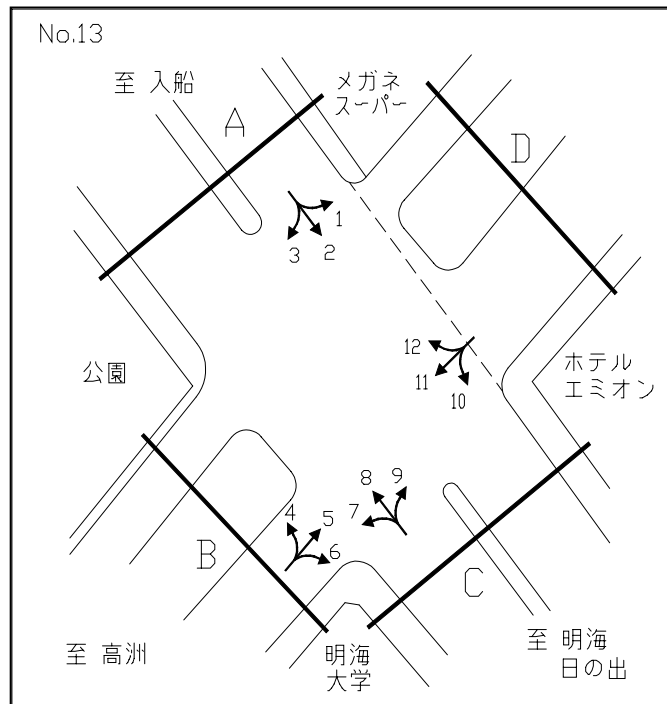 No.13
至 入船
メガネ
スーパー
A
D
1
2
3
12
11
10
公園
ホテル
エミオン
4
5
6
7
8
9
B
C
至 高洲
明海
大学
至 明海
日の出